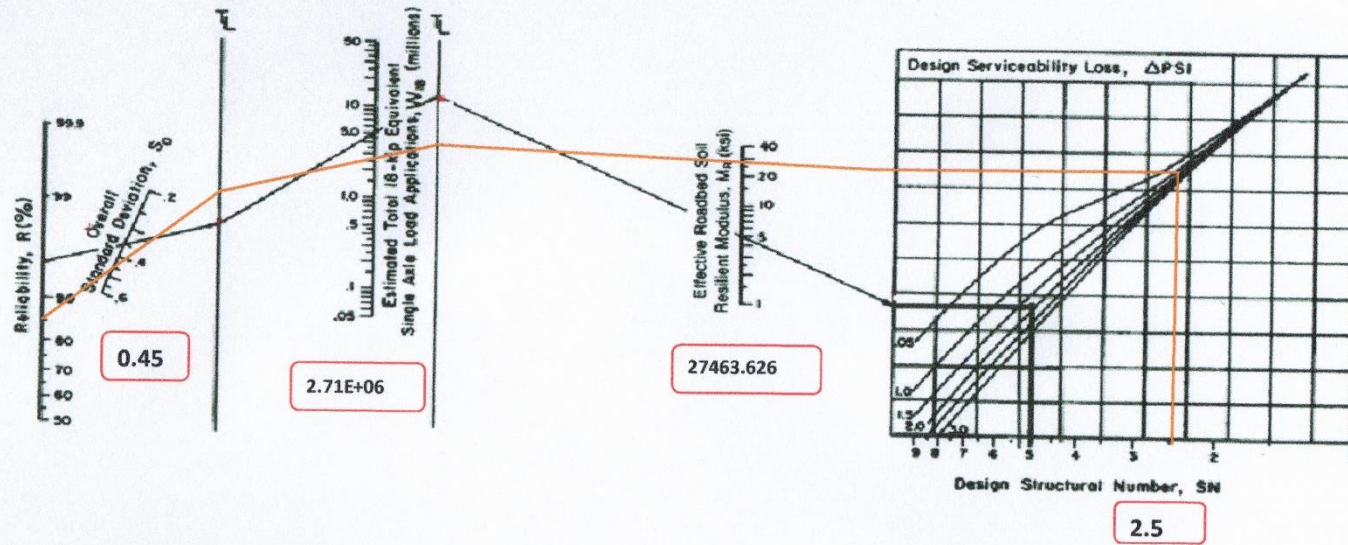 TL
TL
Reliability, R(%)
99.9
99
90
80
70
60
50
Overall
Standard Deviation, So
.2
.4
.6
0.45
Estimated Total 18-kip Equivalent
Single Axle Load Applications, W18 (millions)
50
10
5.0
1.0
.5
.1
.05
2.71E+06
Effective Roadbed Soil
Resilient Modulus, MR (ksi)
40
20
10
5
1
27463.626
Design Serviceability Loss, ΔPSI
1.0
1.5
2.0
3.0
9 8 7 6 5 4 3 2
Design Structural Number, SN
2.5